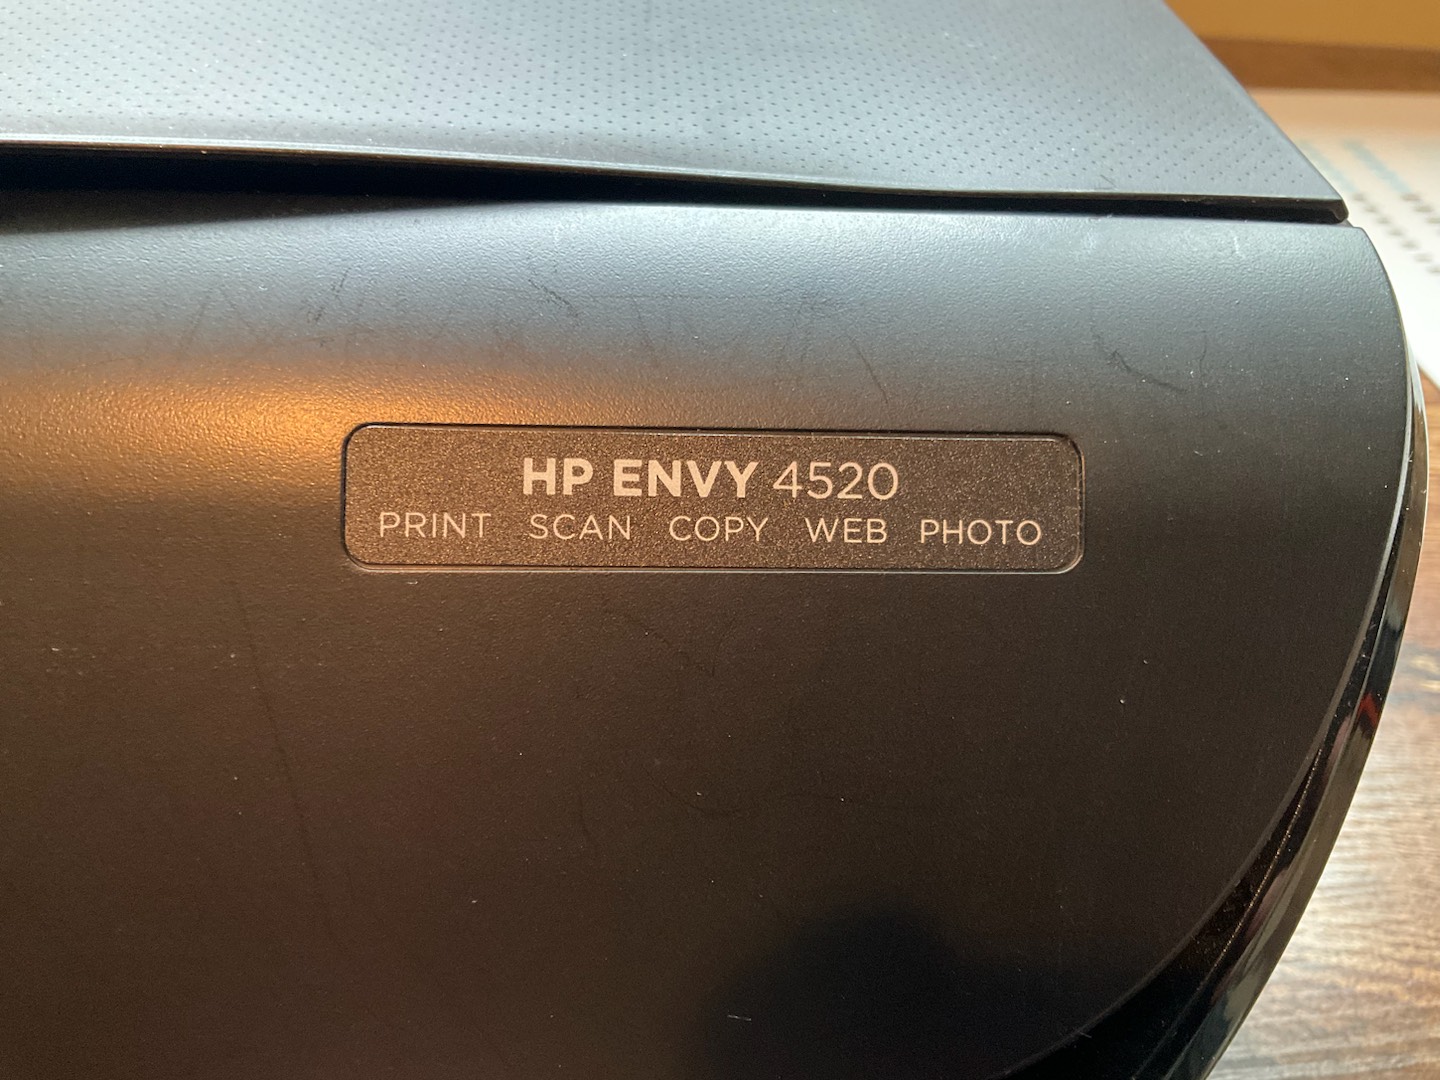 HP ENVY 4520
PRINT SCAN COPY WEB PHOTO